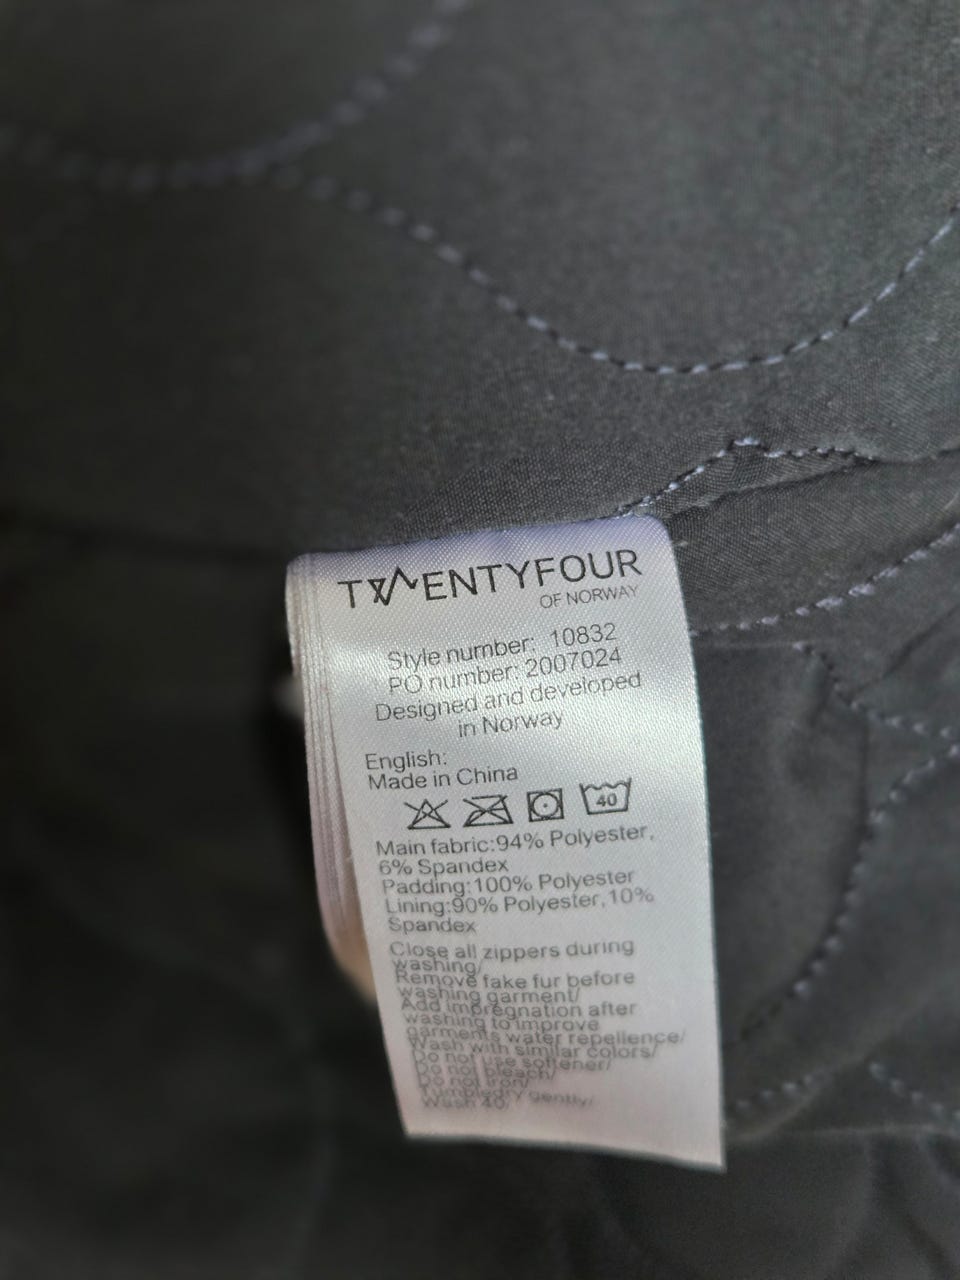 TWENTYFOUR
OF NORWAY
Style number: 10832
PO number: 2007024
Designed and developed
in Norway
English:
Made in China
40
Main fabric:94% Polyester,
6% Spandex
Padding:100% Polyester
Lining:90% Polyester,10%
Spandex
Close all zippers during
washing/
Remove fake fur before
washing garment/
Add impregnation after
washing to improve
garments water repellence/
Wash with similar colors/
Do not use softener/
Do not bleach/
Do not iron/
Tumbledry gently/
Wash 40/